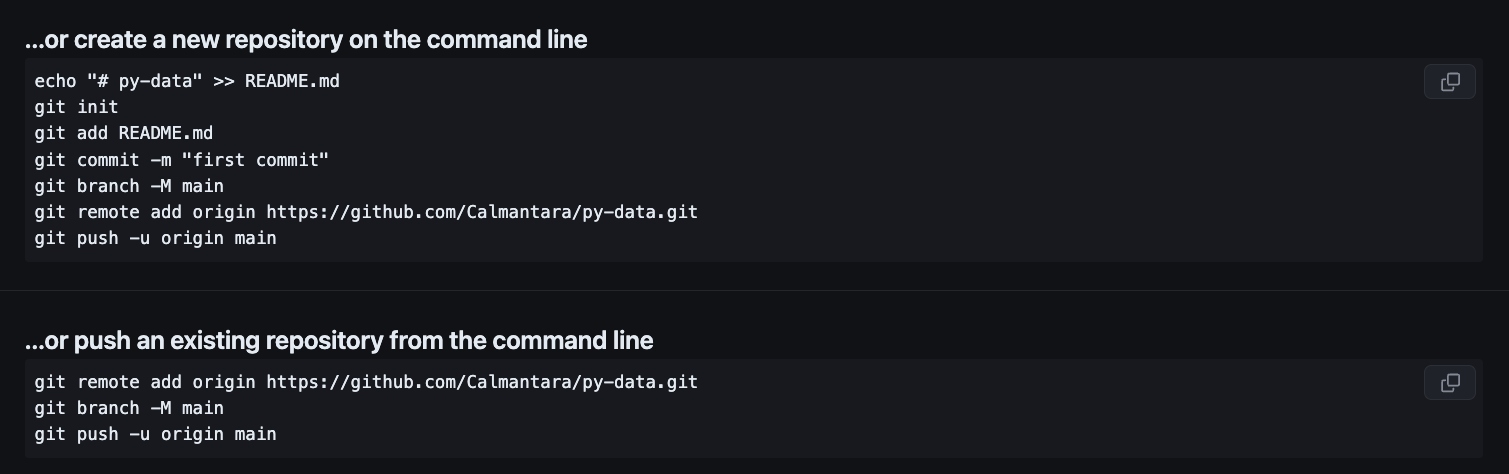 ...or create a new repository on the command line
echo "# py-data" >> README.md
git init
git add README.md
git commit -m "first commit"
git branch -M main
git remote add origin https://github.com/Calmantara/py-data.git
git push -u origin main
...or push an existing repository from the command line
git remote add origin https://github.com/Calmantara/py-data.git
git branch -M main
git push -u origin main